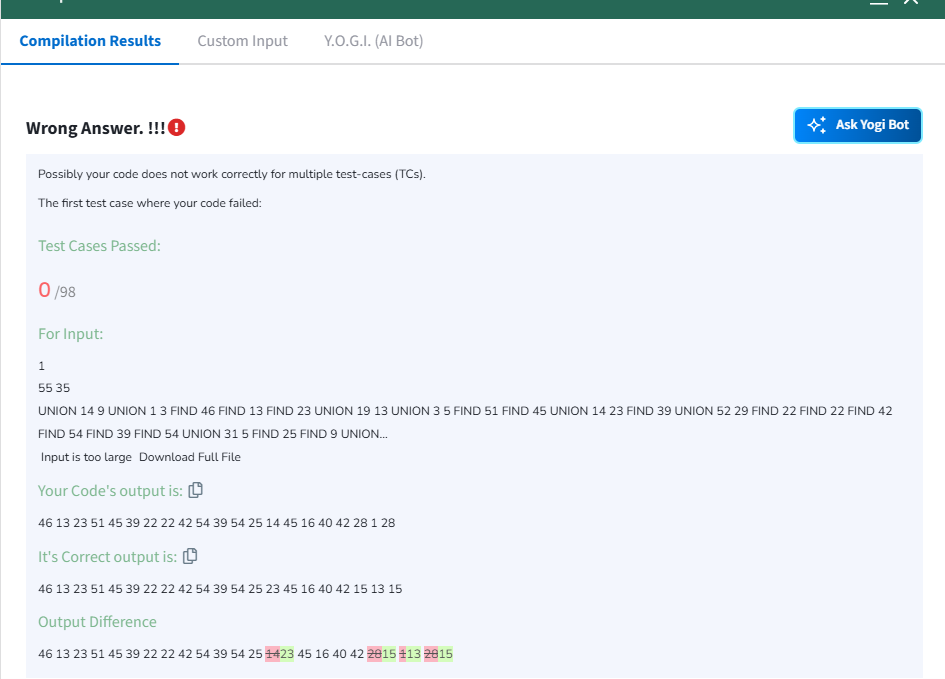 Compilation Results Custom Input Y.O.G.I. (AI Bot)
Wrong Answer. !!! Ask Yogi Bot
Possibly your code does not work correctly for multiple test-cases (TCs).
The first test case where your code failed:
Test Cases Passed:
0 /98
For Input:
1
55 35
UNION 14 9 UNION 1 3 FIND 46 FIND 13 FIND 23 UNION 19 13 UNION 3 5 FIND 51 FIND 45 UNION 14 23 FIND 39 UNION 52 29 FIND 22 FIND 22 FIND 42
FIND 54 FIND 39 FIND 54 UNION 31 5 FIND 25 FIND 9 UNION...
Input is too large Download Full File
Your Code's output is:
46 13 23 51 45 39 22 22 42 54 39 54 25 14 45 16 40 42 28 1 28
It's Correct output is:
46 13 23 51 45 39 22 22 42 54 39 54 25 23 45 16 40 42 15 13 15
Output Difference
46 13 23 51 45 39 22 22 42 54 39 54 25 1423 45 16 40 42 2815 113 2815